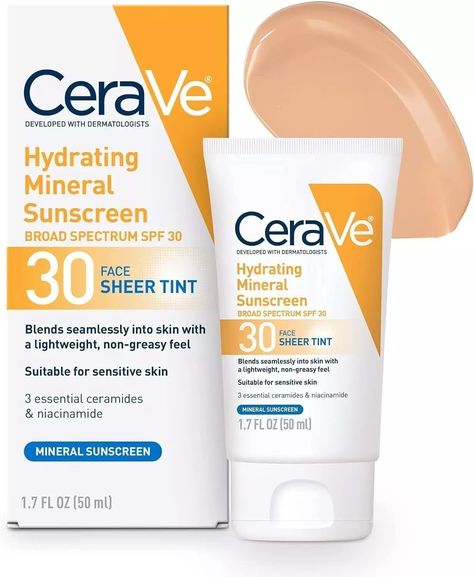 CeraVe®
DEVELOPED WITH DERMATOLOGISTS
Hydrating
Mineral
Sunscreen
BROAD SPECTRUM SPF 30
30 FACE
SHEER TINT
Blends seamlessly into skin with
a lightweight, non-greasy feel
Suitable for sensitive skin
3 essential ceramides
& niacinamide
MINERAL SUNSCREEN
1.7 FL OZ (50 ml)
CeraVe®
DEVELOPED WITH DERMATOLOGISTS
Hydrating
Mineral
Sunscreen
BROAD SPECTRUM SPF 30
30 FACE
SHEER TINT
Blends seamlessly into skin with
a lightweight, non-greasy feel
Suitable for sensitive skin
3 essential ceramides & niacinamide
MINERAL SUNSCREEN
1.7 FL OZ (50 ml)